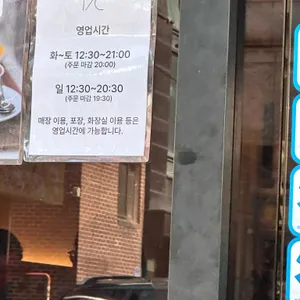 영업시간
화~토 12:30~21:00
(주문 마감 20:00)
일 12:30~20:30
(주문 마감 19:30)
매장 이용, 포장, 화장실 이용 등은
영업시간에 가능합니다.